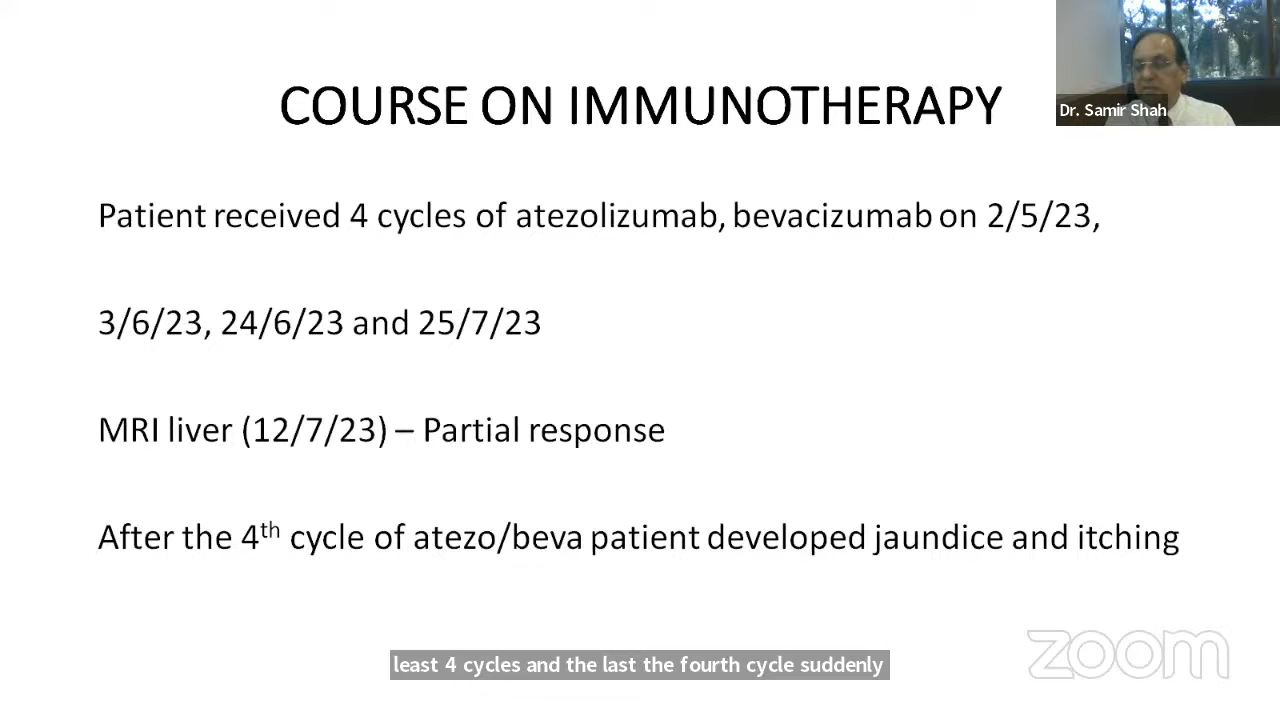 COURSE ON IMMUNOTHERAPY
Dr. Samir Shah
Patient received 4 cycles of atezolizumab, bevacizumab on 2/5/23,
3/6/23, 24/6/23 and 25/7/23
MRI liver (12/7/23) – Partial response
After the 4th cycle of atezo/beva patient developed jaundice and itching
least 4 cycles and the last the fourth cycle suddenly
zoom